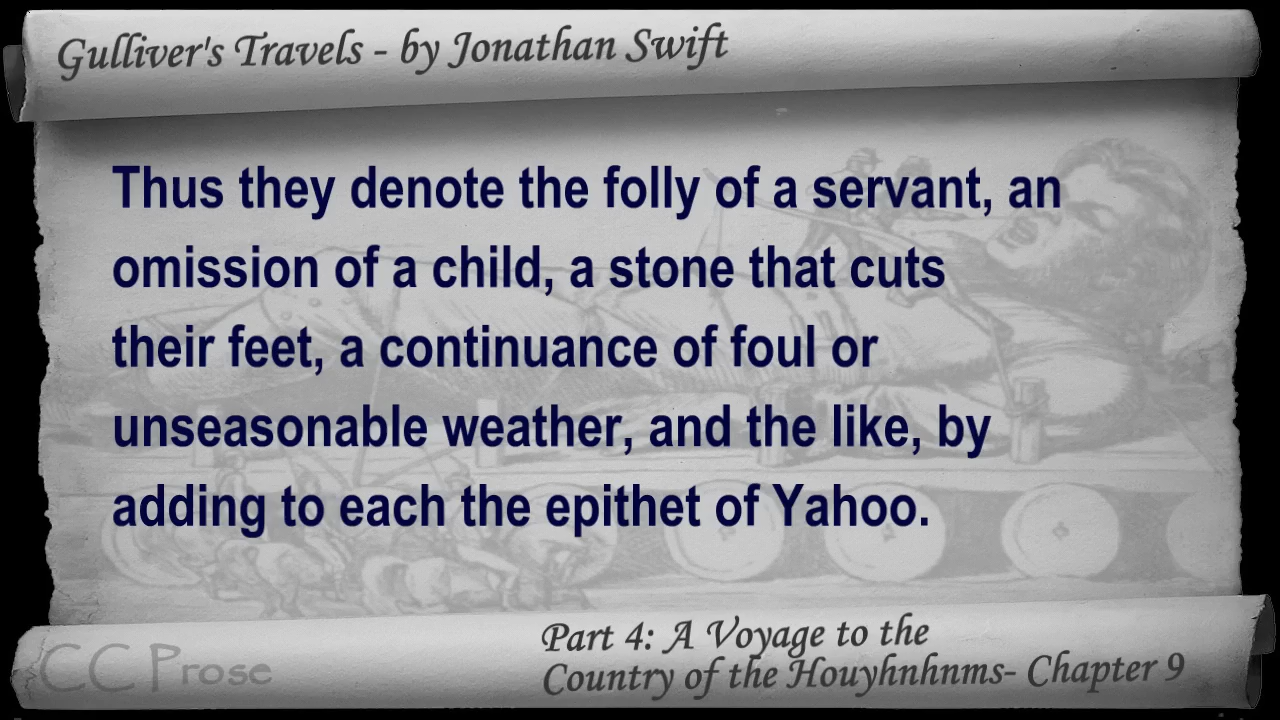 Gulliver's Travels - by Jonathan Swift
Thus they denote the folly of a servant, an
omission of a child, a stone that cuts
their feet, a continuance of foul or
unseasonable weather, and the like, by
adding to each the epithet of Yahoo.
Part 4: A Voyage to the
Country of the Houyhnhnms- Chapter 9
CC Prose